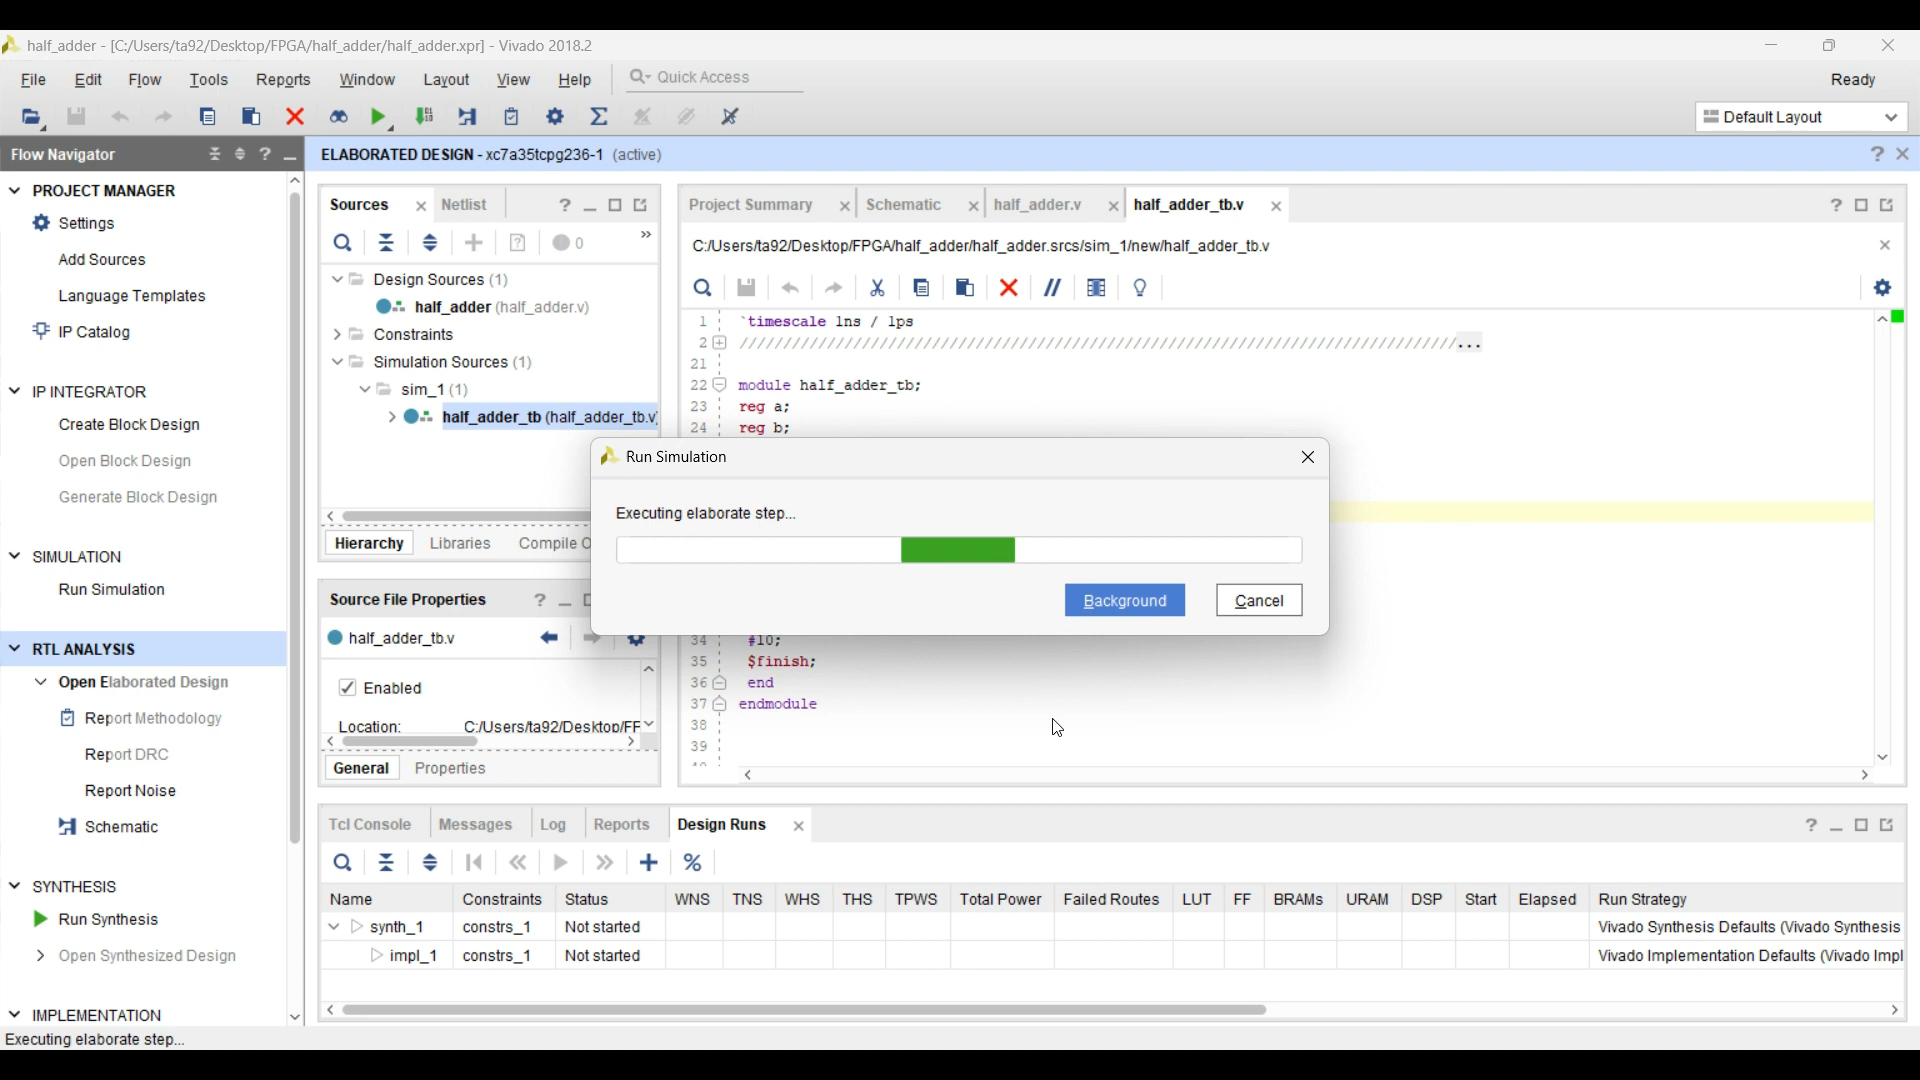 half_adder - [C:/Users/ta92/Desktop/FPGA/half_adder/half_adder.xpr] - Vivado 2018.2
File Edit Flow Tools Reports Window Layout View Help Quick Access Ready
Default Layout
Flow Navigator
ELABORATED DESIGN - xc7a35tcpg236-1 (active)
PROJECT MANAGER
Settings
Add Sources
Language Templates
IP Catalog
IP INTEGRATOR
Create Block Design
Open Block Design
Generate Block Design
SIMULATION
Run Simulation
RTL ANALYSIS
Open Elaborated Design
Report Methodology
Report DRC
Report Noise
Schematic
SYNTHESIS
Run Synthesis
Open Synthesized Design
IMPLEMENTATION
Executing elaborate step...
Sources Netlist
0
Design Sources (1)
half_adder (half_adder.v)
Constraints
Simulation Sources (1)
sim_1 (1)
half_adder_tb (half_adder_tb.v)
Hierarchy Libraries Compile O
Source File Properties
half_adder_tb.v
Enabled
Location: C:/Users/ta92/Desktop/FF
General Properties
Project Summary Schematic half_adder.v half_adder_tb.v
C:/Users/ta92/Desktop/FPGA/half_adder/half_adder.srcs/sim_1/new/half_adder_tb.v
1 `timescale 1ns / 1ps
2 //////////////////////////////////////////////////////////////////////////////////...
21
22 module half_adder_tb;
23 reg a;
24 reg b;
34 #10;
35 $finish;
36 end
37 endmodule
38
39
Run Simulation
Executing elaborate step...
Background Cancel
Tcl Console Messages Log Reports Design Runs
Name Constraints Status WNS TNS WHS THS TPWS Total Power Failed Routes LUT FF BRAMs URAM DSP Start Elapsed Run Strategy
synth_1 constrs_1 Not started Vivado Synthesis Defaults (Vivado Synthesis
impl_1 constrs_1 Not started Vivado Implementation Defaults (Vivado Impl